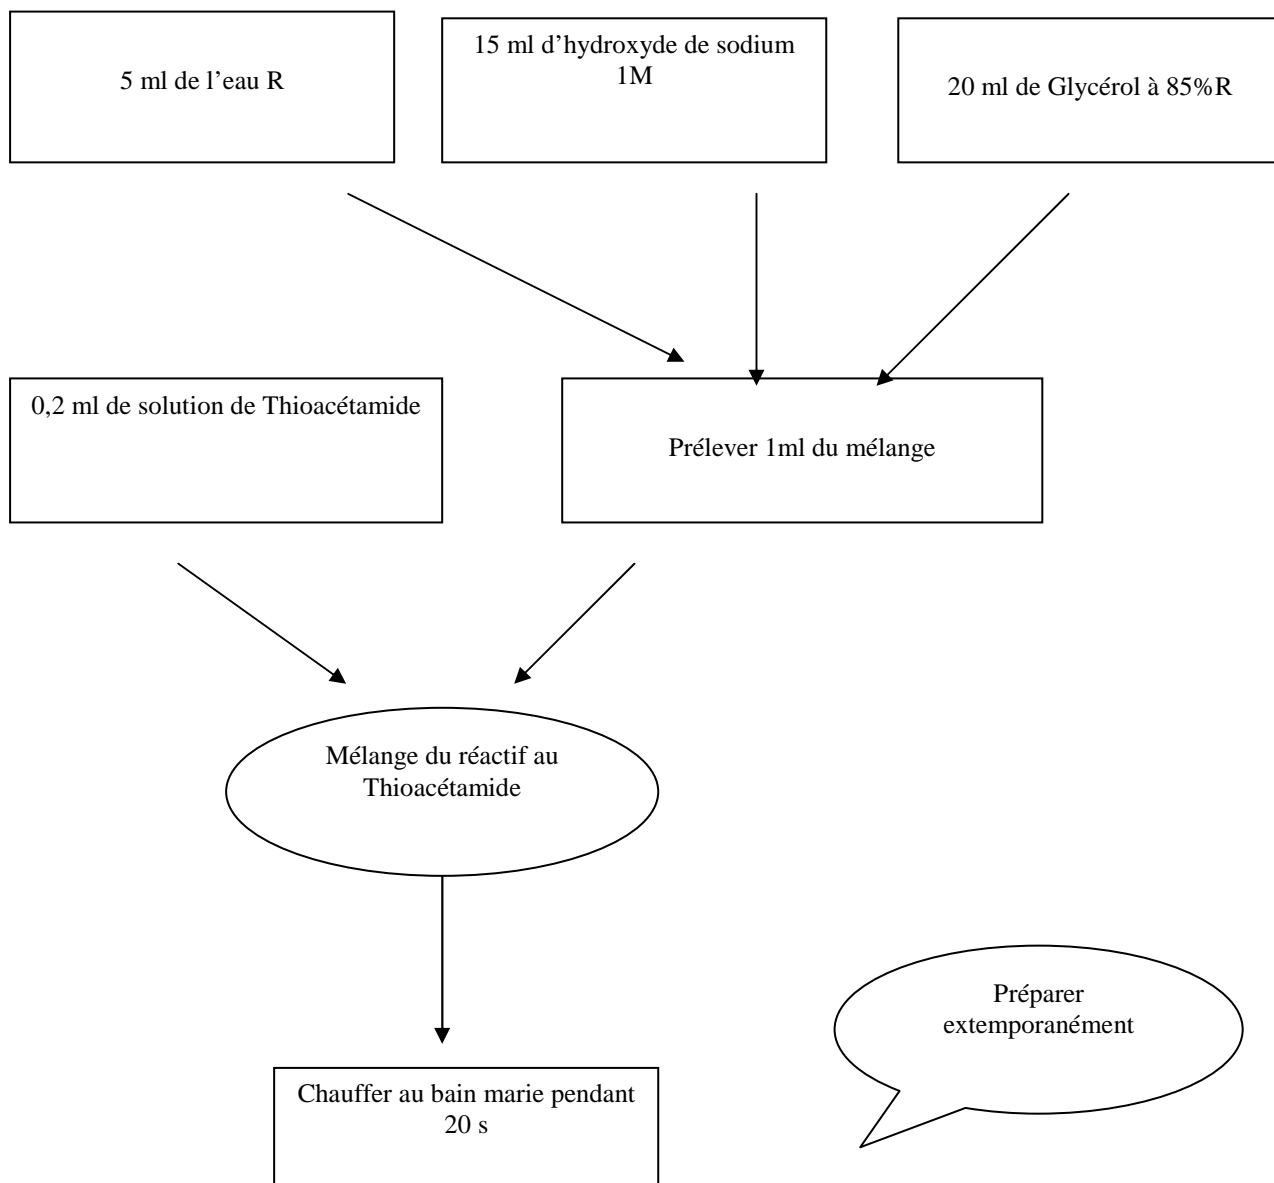 5 ml de l’eau R
15 ml d’hydroxyde de sodium
1M
20 ml de Glycérol à 85%R
0,2 ml de solution de Thioacétamide
Prélever 1ml du mélange
Mélange du réactif au
Thioacétamide
Préparer
extemporanément
Chauffer au bain marie pendant
20 s